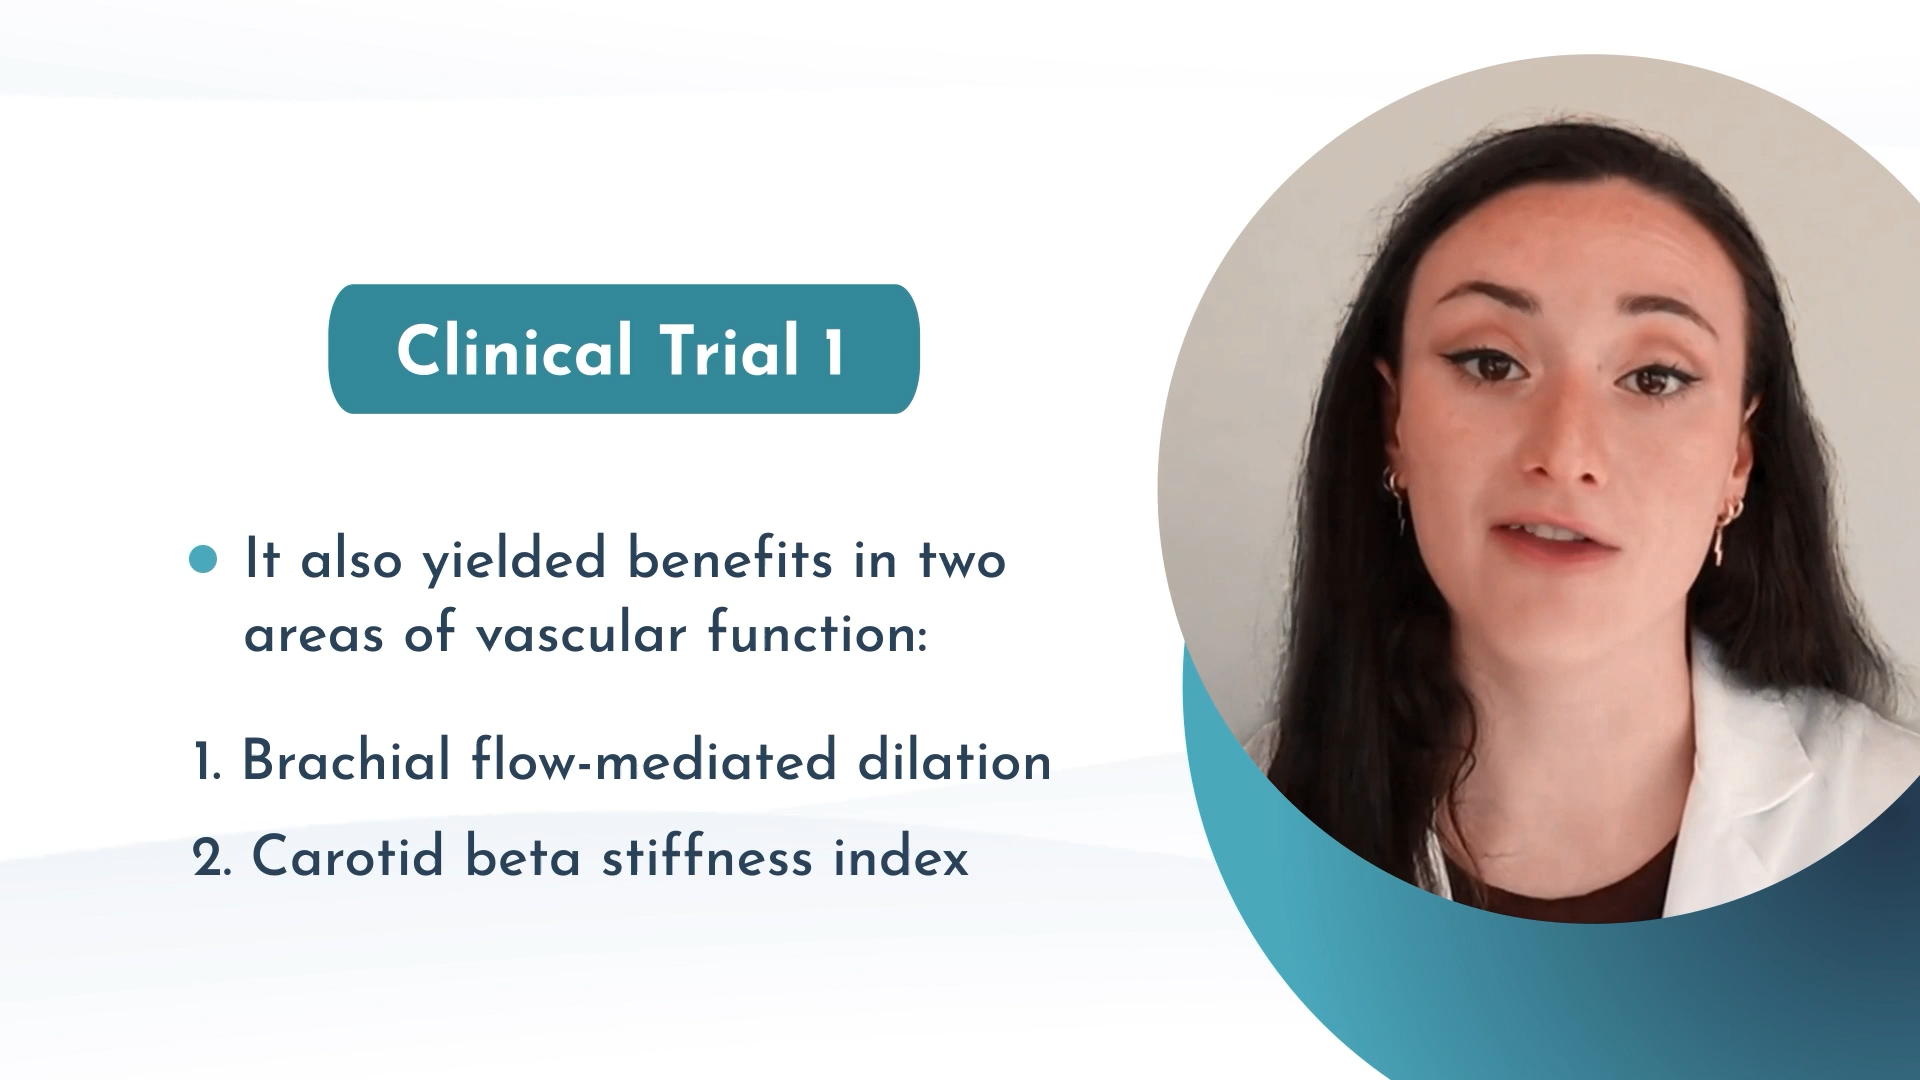 Clinical Trial 1
It also yielded benefits in two
areas of vascular function:
1. Brachial flow-mediated dilation
2. Carotid beta stiffness index